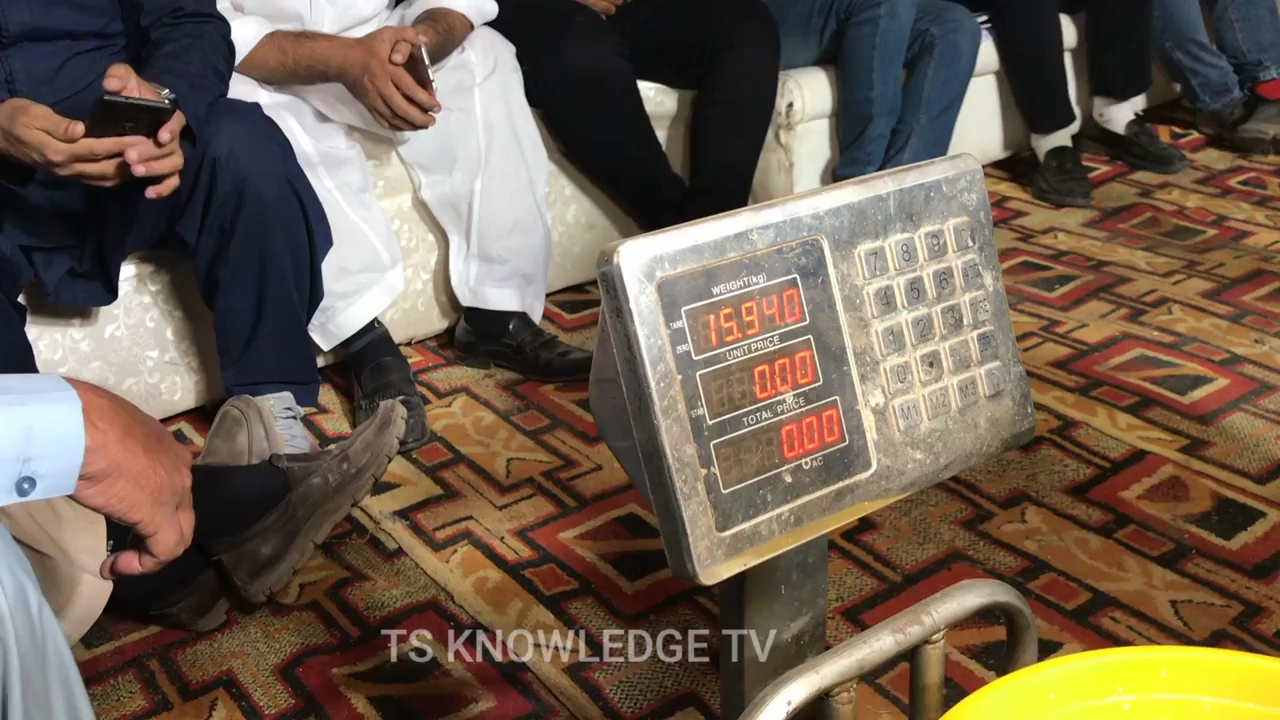 WEIGHT(kg)
TARE
15.940
ZERO
UNIT PRICE
0.00
STAB
TOTAL PRICE
0.00
AC
7 8 9
4 5 6
1 2 3
0 .
M1 M2 M3
TS KNOWLEDGE TV